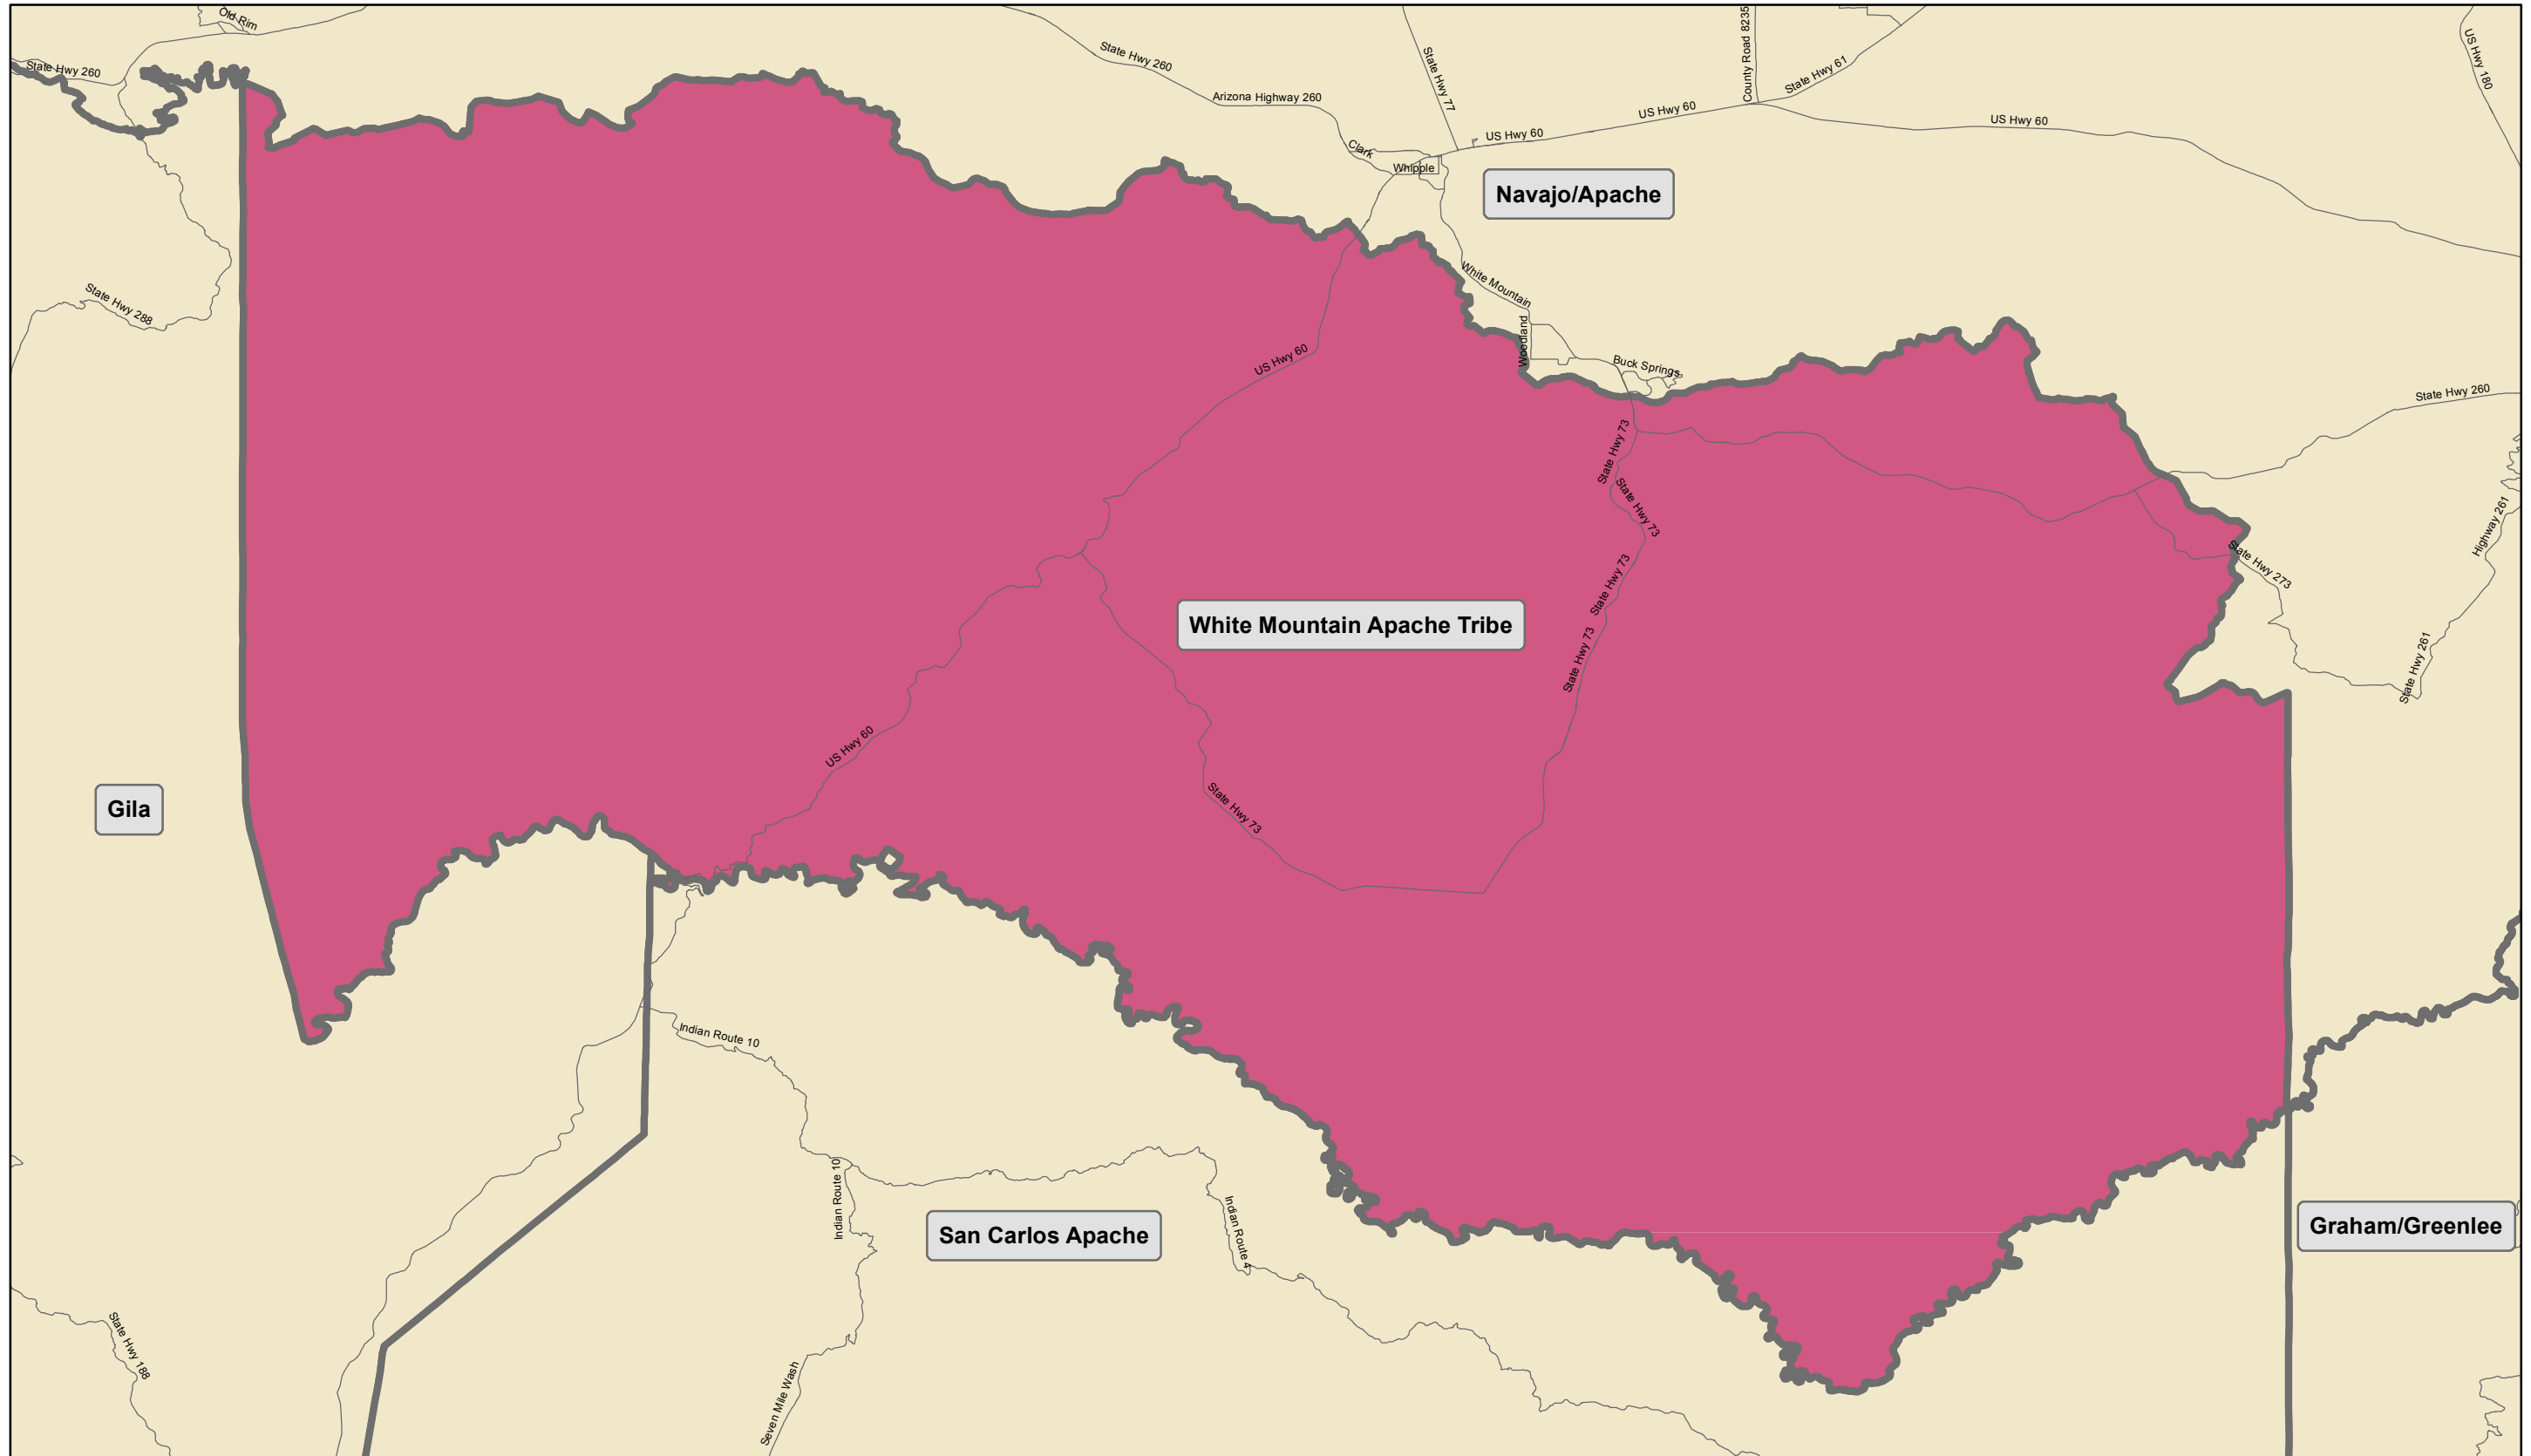 Old Rim
State Hwy 260
State Hwy 260
State Hwy 77
County Road 8235
State Hwy 61
US Hwy 180
Arizona Highway 260
US Hwy 60
US Hwy 60
US Hwy 60
Clark
Whipple
Navajo/Apache
State Hwy 288
White Mountain
Woodland
US Hwy 60
Buck Springs
State Hwy 260
State Hwy 73
State Hwy 73
Highway 261
State Hwy 73
State Hwy 273
White Mountain Apache Tribe
State Hwy 73
State Hwy 261
US Hwy 60
Gila
State Hwy 73
Indian Route 10
Indian Route 10
San Carlos Apache
Indian Route 4
Graham/Greenlee
State Hwy 188
Seven Mile Wash